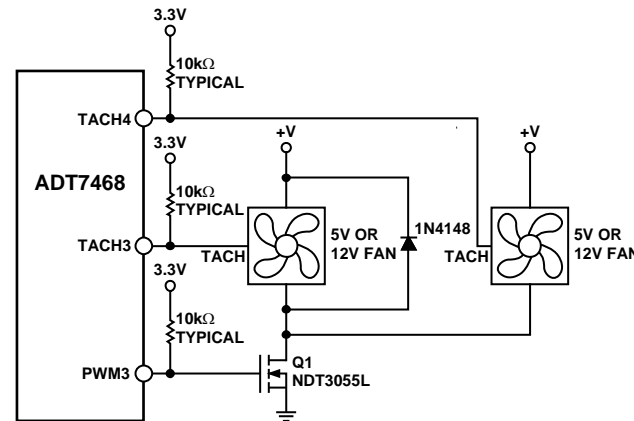 3.3V
10kΩ
TYPICAL
TACH4
3.3V
+V
+V
ADT7468
10kΩ
TYPICAL
1N4148
5V OR
12V FAN
5V OR
12V FAN
TACH3
TACH
TACH
3.3V
10kΩ
TYPICAL
Q1
NDT3055L
PWM3